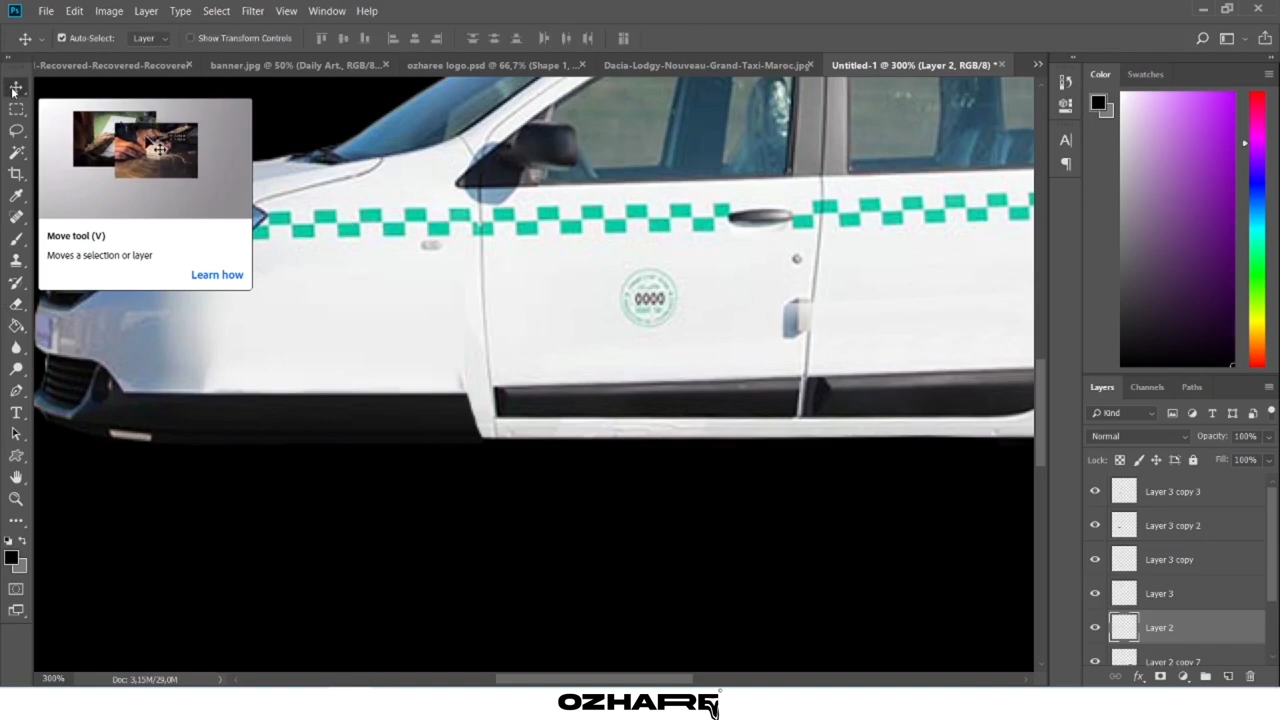 Ps File Edit Image Layer Type Select Filter View Window Help
Auto-Select: Layer Show Transform Controls
l-Recovered-Recovered-Recovered banner.jpg @ 50% (Daily Art., RGB/8... ozharee logo.psd @ 66,7% (Shape 1, ... Dacia-Lodgy-Nouveau-Grand-Taxi-Maroc.jpg Untitled-1 @ 300% (Layer 2, RGB/8) *
Color Swatches
Move tool (V)
Moves a selection or layer
Learn how
0000
Layers Channels Paths
Kind
Normal Opacity: 100%
Lock: Fill: 100%
Layer 3 copy 3
Layer 3 copy 2
Layer 3 copy
Layer 3
Layer 2
Layer 2 copy 7
300% Doc: 3,15M/29,0M
OZHARE